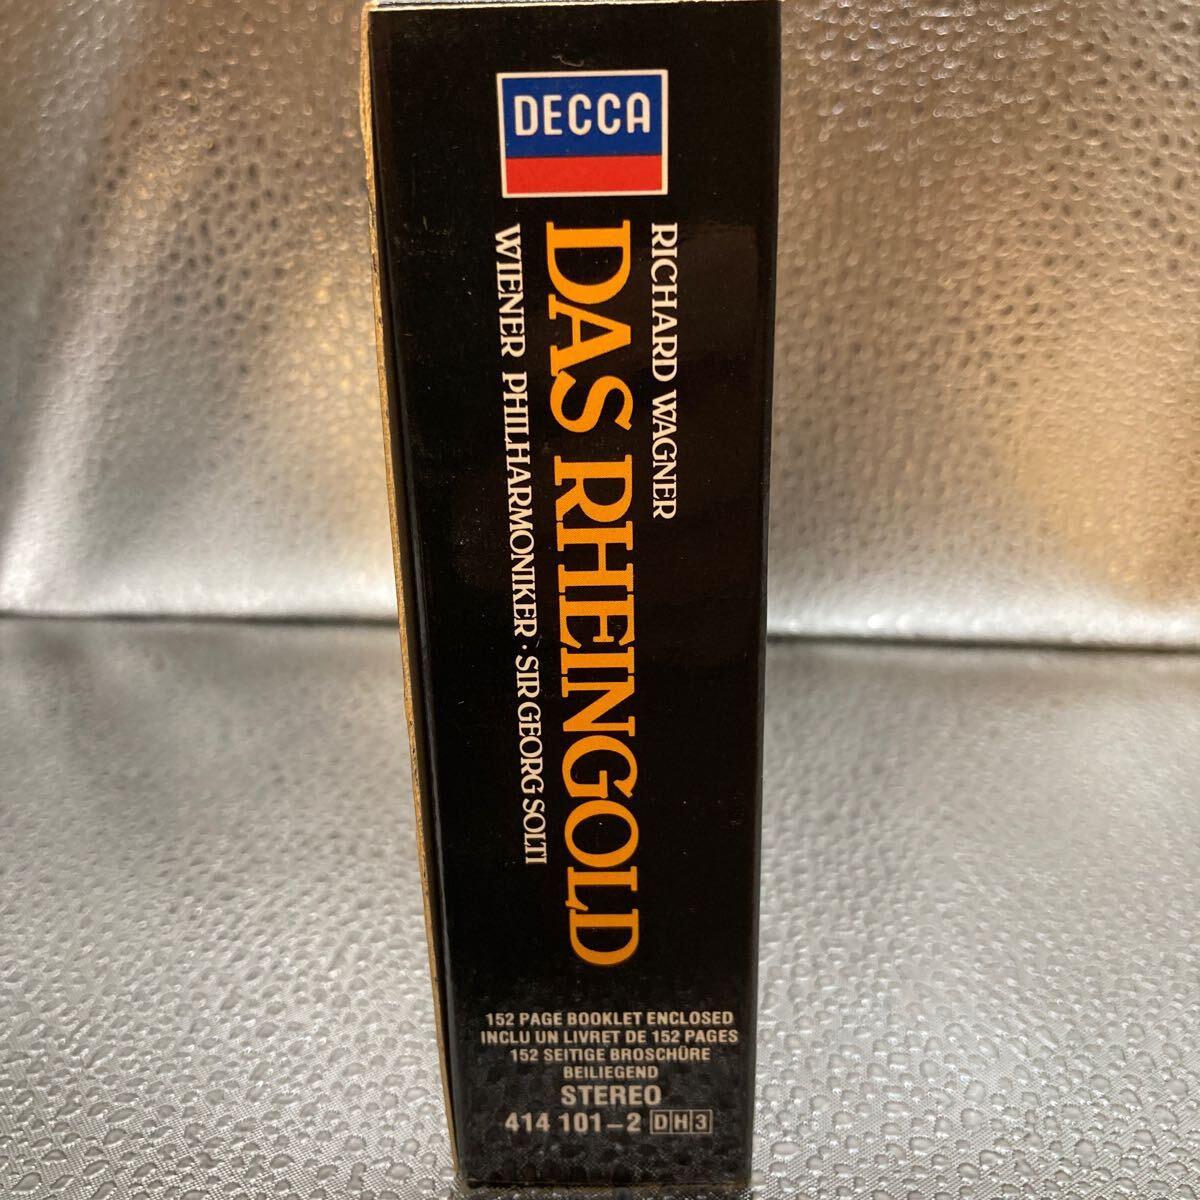 DECCA
RICHARD WAGNER
DAS RHEINGOLD
WIENER PHILHARMONIKER · SIR GEORG SOLTI
152 PAGE BOOKLET ENCLOSED
INCLU UN LIVRET DE 152 PAGES
152 SEITIGE BROSCHÜRE
BEILIEGEND
STEREO
414 101-2 DH3